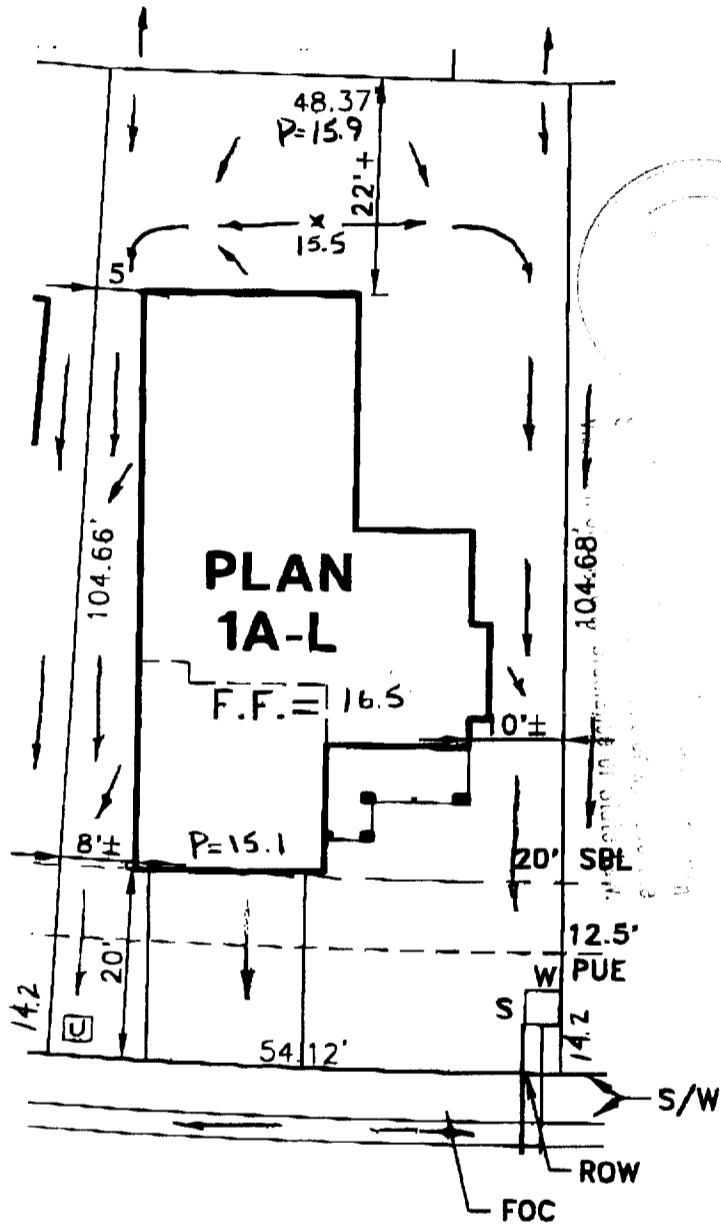 48.37'
P=15.9
22'+
x
15.5
5'
104.66'
104.68'
PLAN
1A-L
F.F.= 16.5
0'±
8'±
P=15.1
20' SBL
12.5'
PUE
20'
W
S
14.2
U
14.2
54.12'
S/W
ROW
FOC